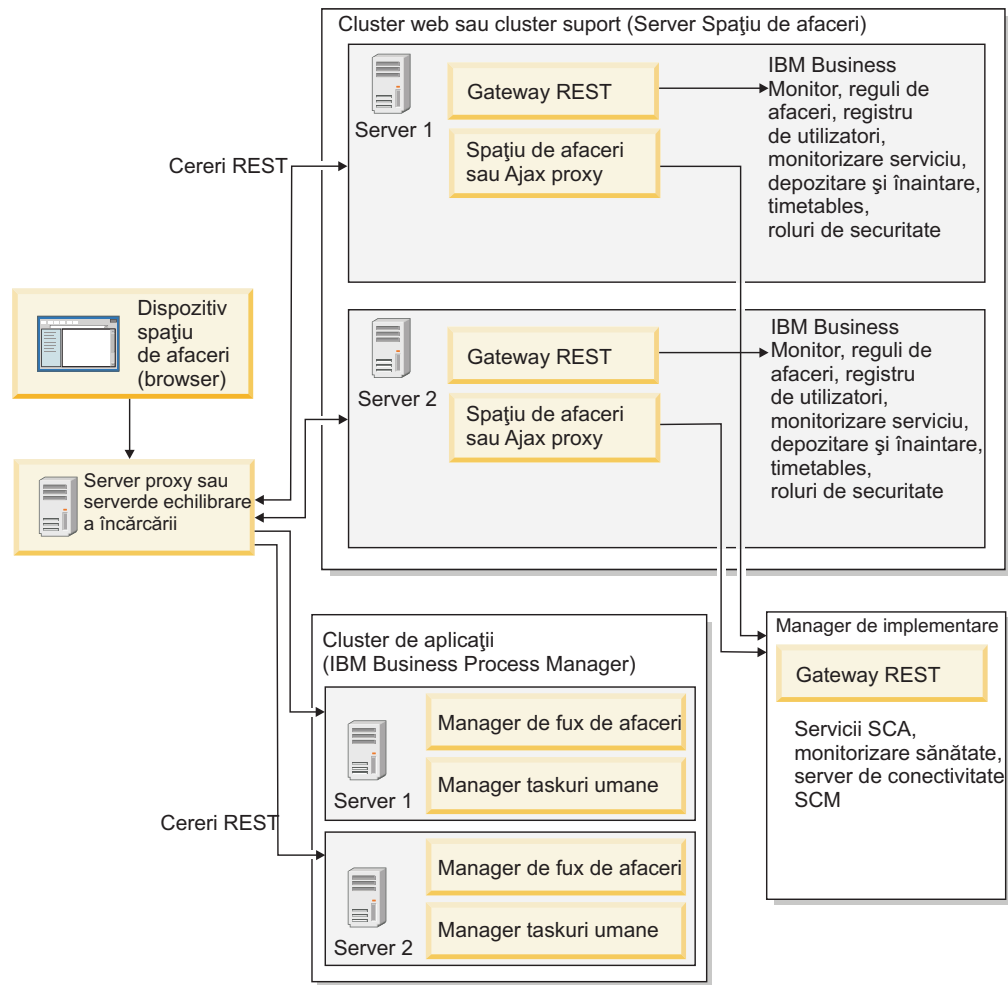 Cluster web sau cluster suport (Server Spaţiu de afaceri)
Server 1
Gateway REST
Spaţiu de afaceri
sau Ajax proxy
IBM Business
Monitor, reguli de
afaceri, registru
de utilizatori,
monitorizare serviciu,
depozitare şi înaintare,
timetables,
roluri de securitate
Cereri REST
Dispozitiv
spaţiu
de afaceri
(browser)
Server 2
Gateway REST
Spaţiu de afaceri
sau Ajax proxy
IBM Business
Monitor, reguli de
afaceri, registru
de utilizatori,
monitorizare serviciu,
depozitare şi înaintare,
timetables,
roluri de securitate
Server proxy sau
serverde echilibrare
a încărcării
Cluster de aplicaţii
(IBM Business Process Manager)
Server 1
Manager de fux de afaceri
Manager taskuri umane
Cereri REST
Server 2
Manager de fux de afaceri
Manager taskuri umane
Manager de implementare
Gateway REST
Servicii SCA,
monitorizare sănătate,
server de conectivitate
SCM